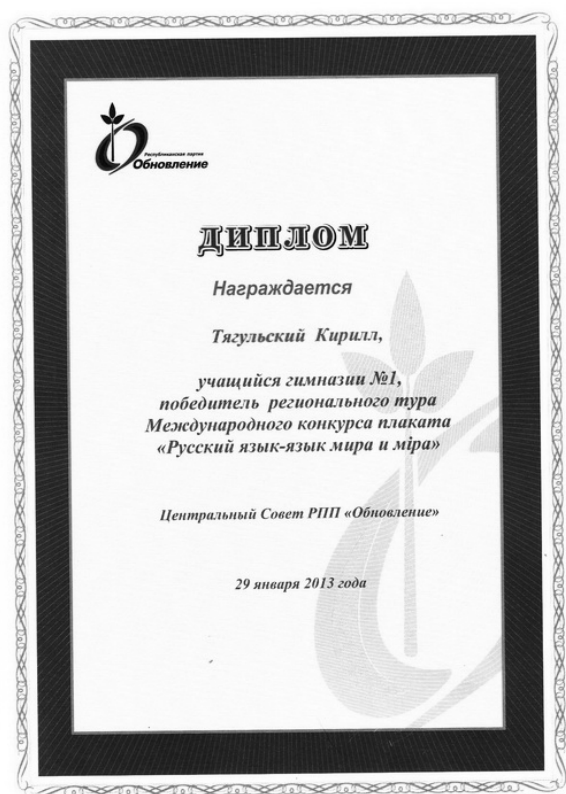 Республиканская партия
Обновление
ДИПЛОМ
Награждается
Тягульский Кирилл,
учащийся гимназии №1,
победитель регионального тура
Международного конкурса плаката
«Русский язык-язык мира и мiра»
Центральный Совет РПП «Обновление»
29 января 2013 года